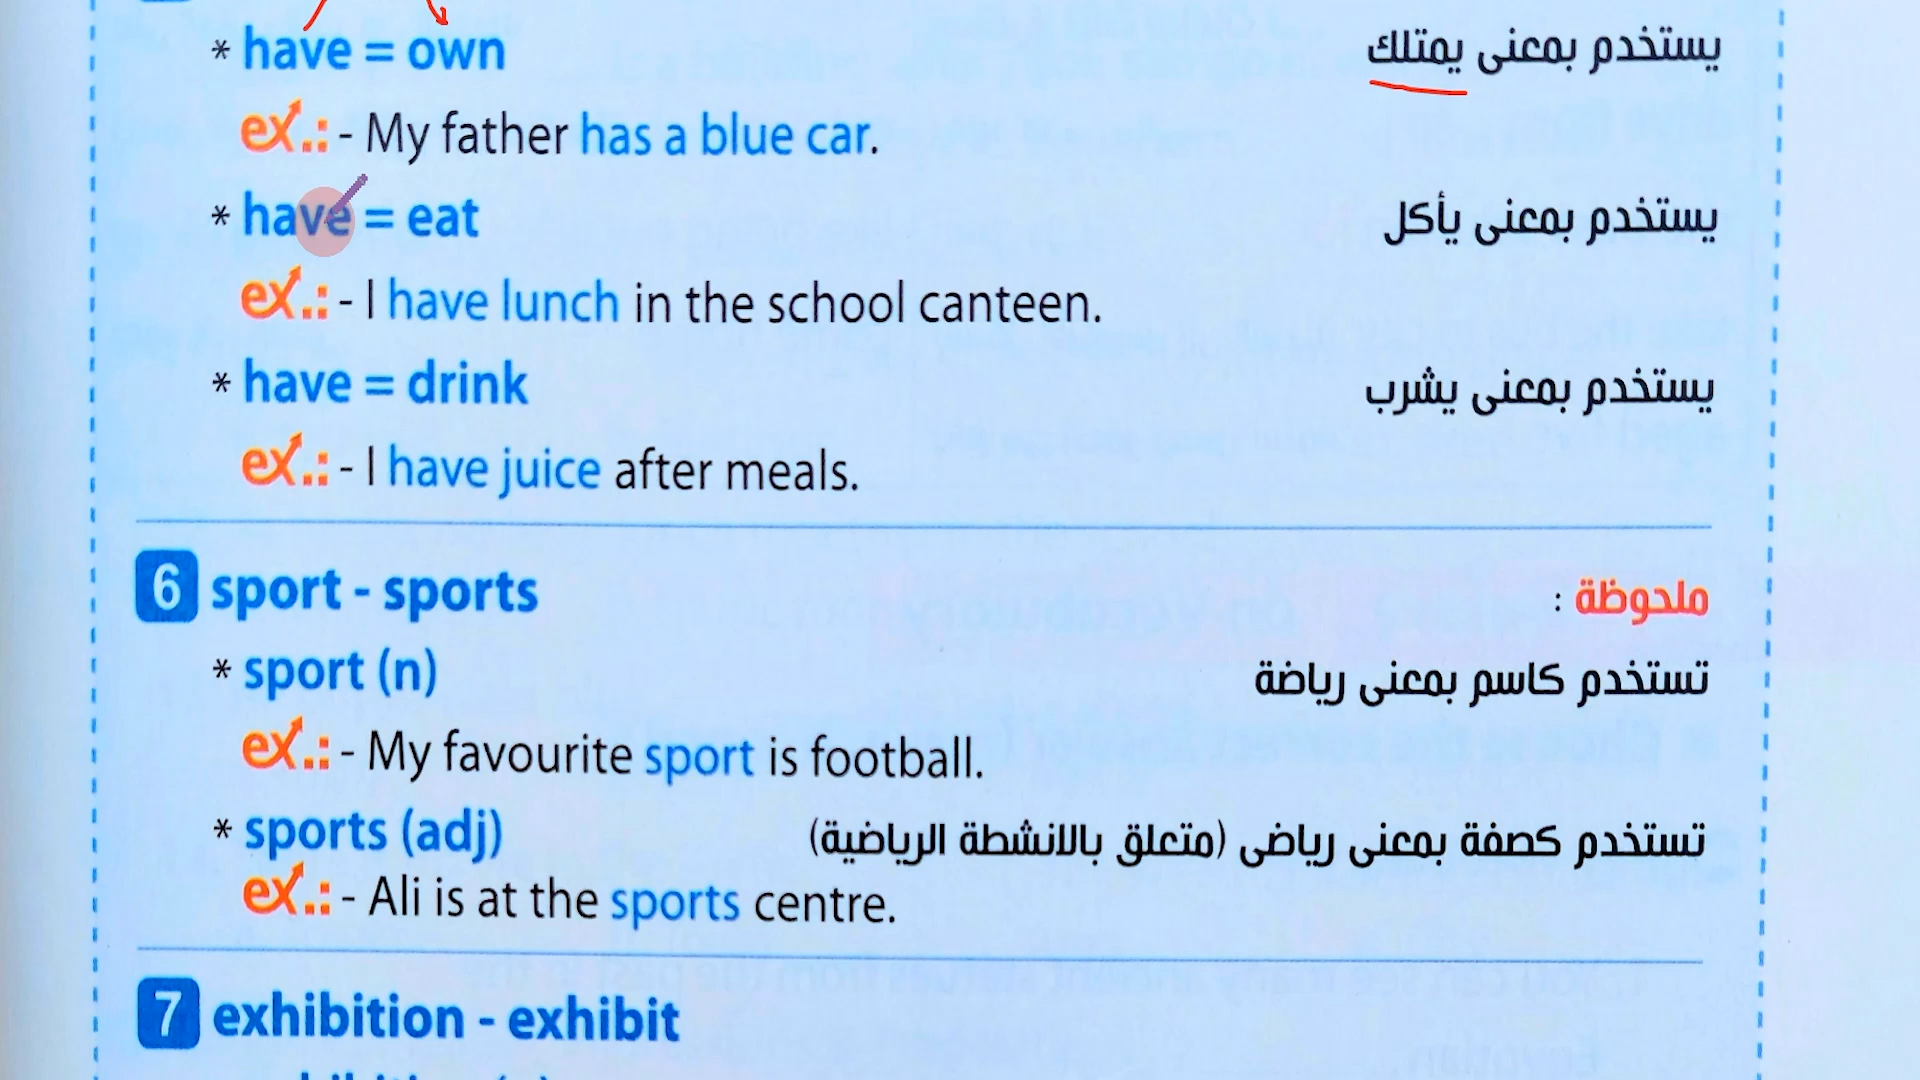 * have = own يستخدم بمعنى يمتلك
ex.: - My father has a blue car.
* have = eat يستخدم بمعنى يأكل
ex.: - I have lunch in the school canteen.
* have = drink يستخدم بمعنى يشرب
ex.: - I have juice after meals.
6 sport - sports ملحوظة :
* sport (n) تستخدم كاسم بمعنى رياضة
ex.: - My favourite sport is football.
* sports (adj) تستخدم كصفة بمعنى رياضى (متعلق بالانشطة الرياضية)
ex.: - Ali is at the sports centre.
7 exhibition - exhibit